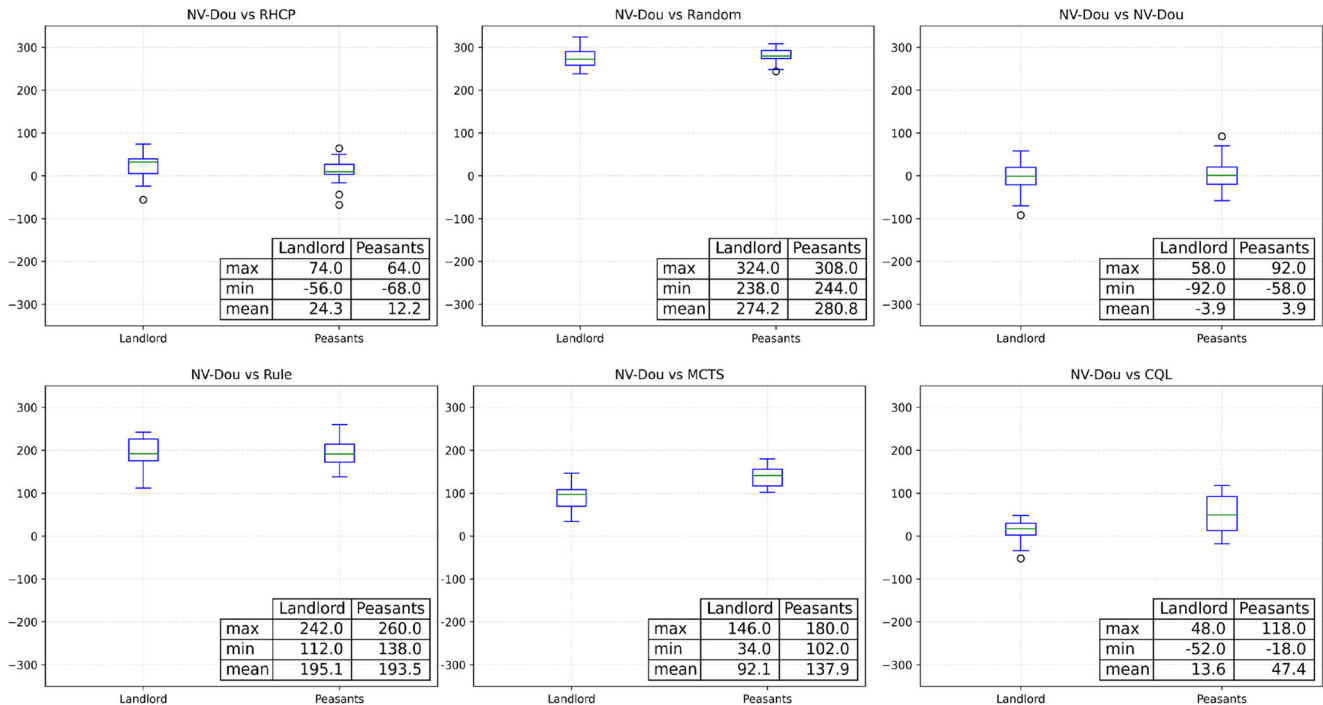 NV-Dou vs RHCP
300
200
100
0
−100
−200
−300
Landlord Peasants
max 74.0 64.0
min -56.0 -68.0
mean 24.3 12.2
Landlord Peasants
NV-Dou vs Random
300
200
100
0
−100
−200
−300
Landlord Peasants
max 324.0 308.0
min 238.0 244.0
mean 274.2 280.8
Landlord Peasants
NV-Dou vs NV-Dou
300
200
100
0
−100
−200
−300
Landlord Peasants
max 58.0 92.0
min -92.0 -58.0
mean -3.9 3.9
Landlord Peasants
NV-Dou vs Rule
300
200
100
0
−100
−200
−300
Landlord Peasants
max 242.0 260.0
min 112.0 138.0
mean 195.1 193.5
Landlord Peasants
NV-Dou vs MCTS
300
200
100
0
−100
−200
−300
Landlord Peasants
max 146.0 180.0
min 34.0 102.0
mean 92.1 137.9
Landlord Peasants
NV-Dou vs CQL
300
200
100
0
−100
−200
−300
Landlord Peasants
max 48.0 118.0
min -52.0 -18.0
mean 13.6 47.4
Landlord Peasants